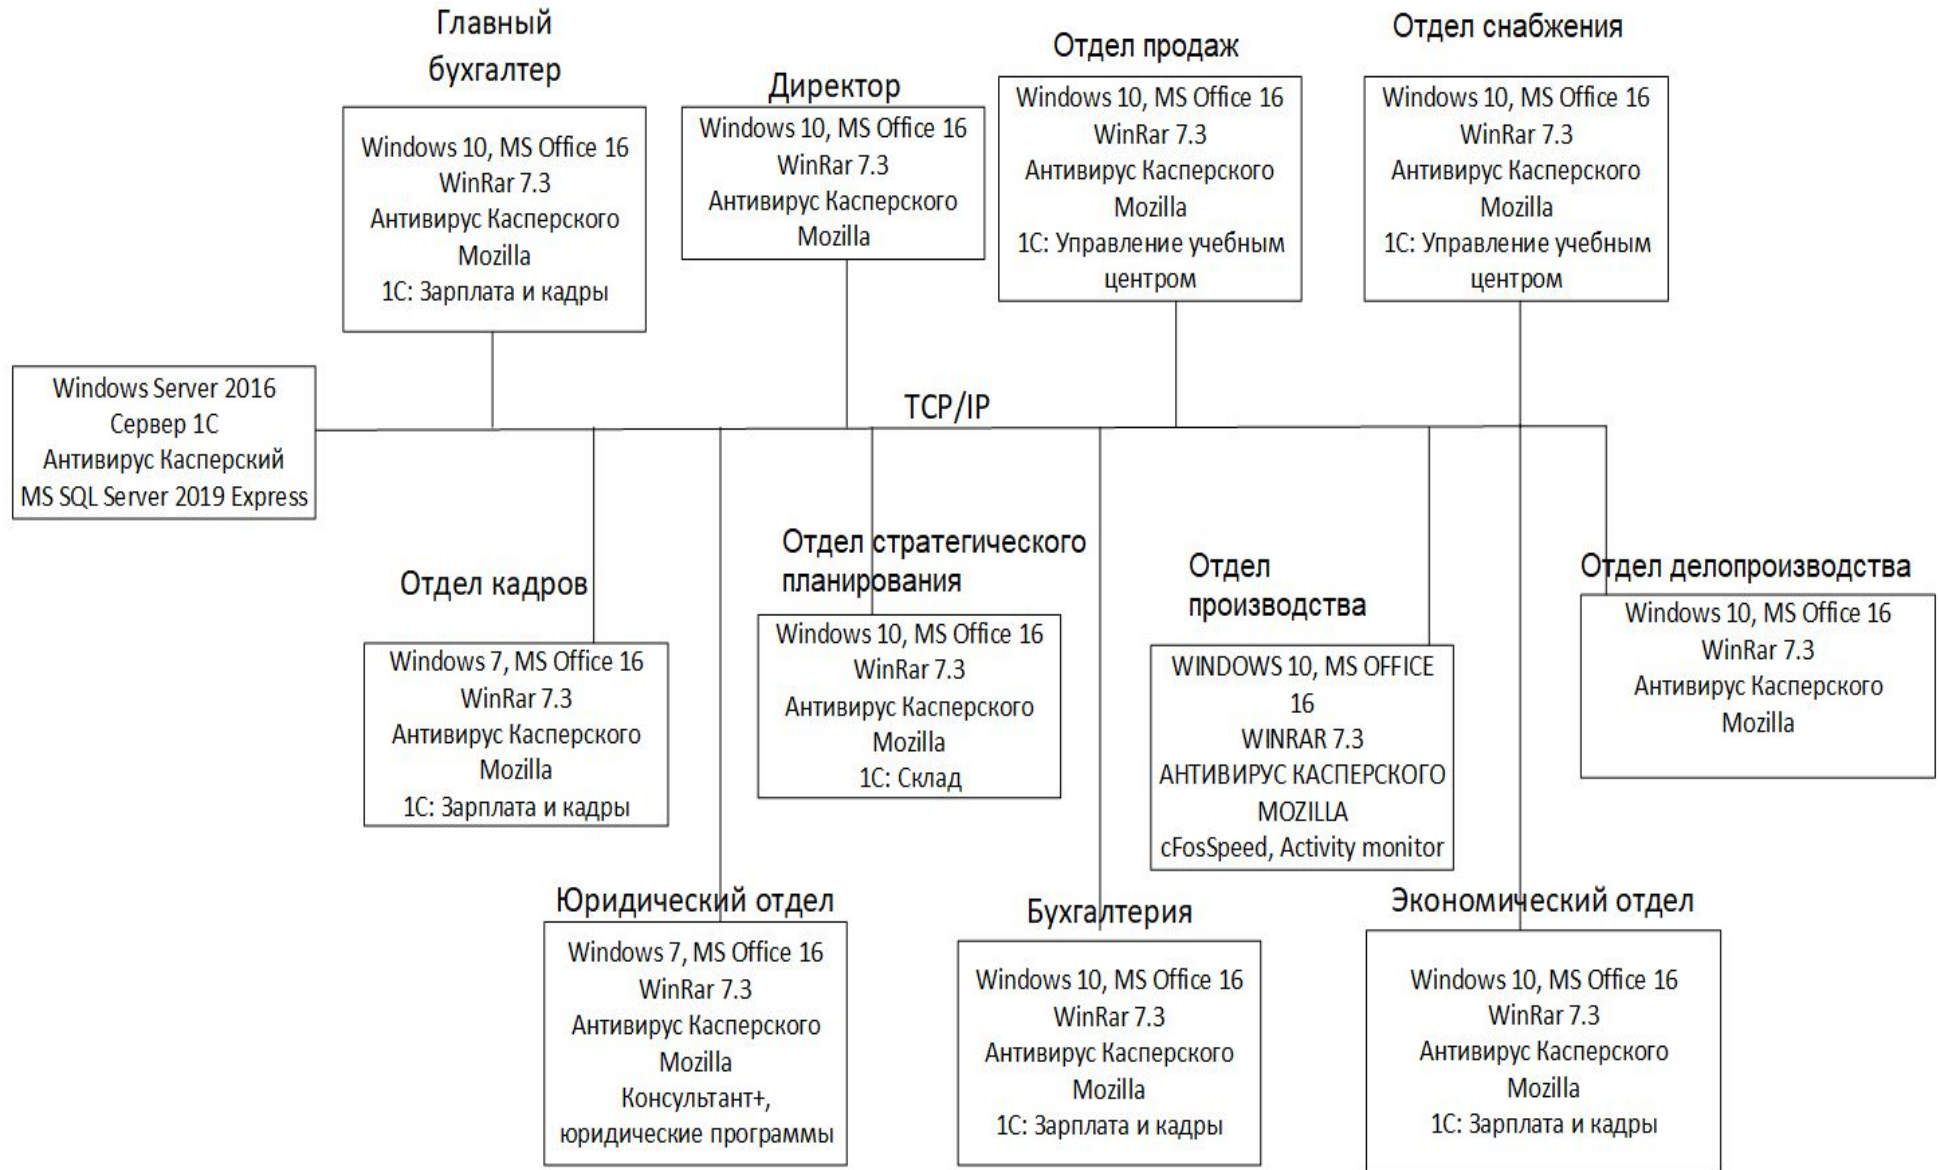 Главный
бухгалтер
Windows 10, MS Office 16
WinRar 7.3
Антивирус Касперского
Mozilla
1С: Зарплата и кадры
Директор
Windows 10, MS Office 16
WinRar 7.3
Антивирус Касперского
Mozilla
Отдел продаж
Windows 10, MS Office 16
WinRar 7.3
Антивирус Касперского
Mozilla
1С: Управление учебным
центром
Отдел снабжения
Windows 10, MS Office 16
WinRar 7.3
Антивирус Касперского
Mozilla
1С: Управление учебным
центром
Windows Server 2016
Сервер 1С
Антивирус Касперский
MS SQL Server 2019 Express
TCP/IP
Отдел кадров
Windows 7, MS Office 16
WinRar 7.3
Антивирус Касперского
Mozilla
1С: Зарплата и кадры
Отдел стратегического
планирования
Windows 10, MS Office 16
WinRar 7.3
Антивирус Касперского
Mozilla
1С: Склад
Отдел
производства
WINDOWS 10, MS OFFICE
16
WINRAR 7.3
АНТИВИРУС КАСПЕРСКОГО
MOZILLA
cFosSpeed, Activity monitor
Отдел делопроизводства
Windows 10, MS Office 16
WinRar 7.3
Антивирус Касперского
Mozilla
Юридический отдел
Windows 7, MS Office 16
WinRar 7.3
Антивирус Касперского
Mozilla
Консультант+,
юридические программы
Бухгалтерия
Windows 10, MS Office 16
WinRar 7.3
Антивирус Касперского
Mozilla
1С: Зарплата и кадры
Экономический отдел
Windows 10, MS Office 16
WinRar 7.3
Антивирус Касперского
Mozilla
1С: Зарплата и кадры